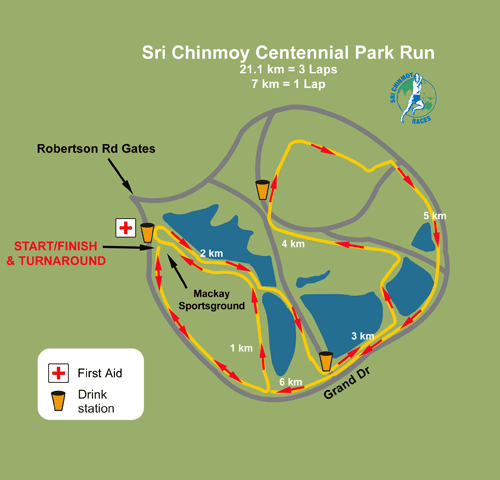 Sri Chinmoy Centennial Park Run
21.1 km = 3 Laps
7 km = 1 Lap
SRI CHINMOY
RACES
Robertson Rd Gates
5 km
START/FINISH
& TURNAROUND
2 km
4 km
Mackay
Sportsground
1 km
3 km
6 km
Grand Dr
First Aid
Drink
station